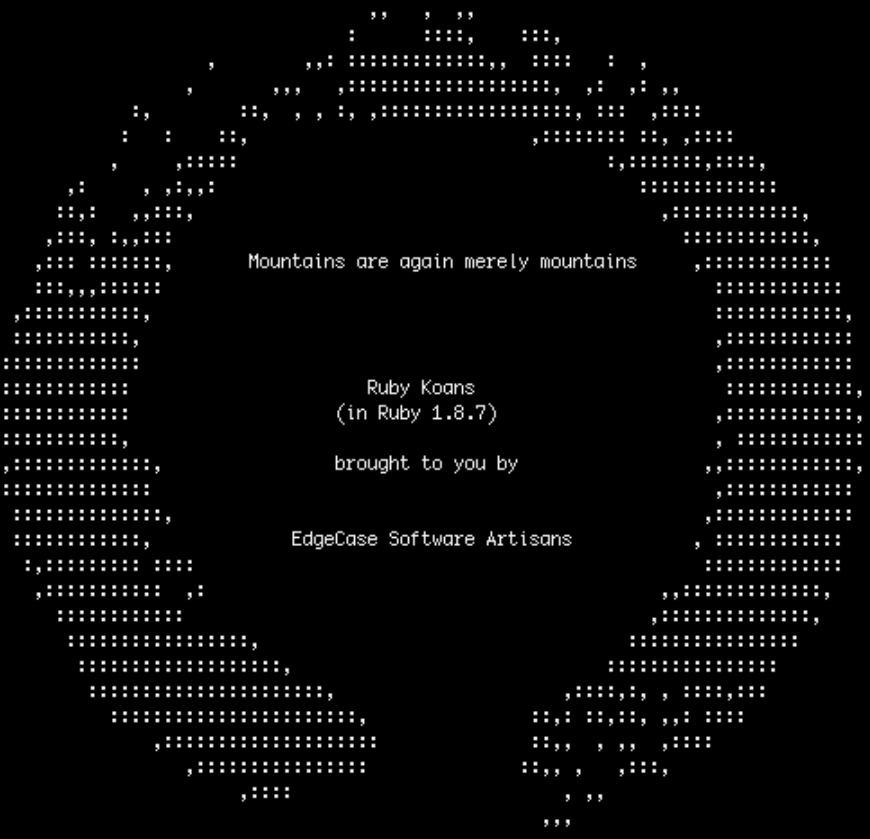 Mountains are again merely mountains
Ruby Koans
(in Ruby 1.8.7)
brought to you by
EdgeCase Software Artisans